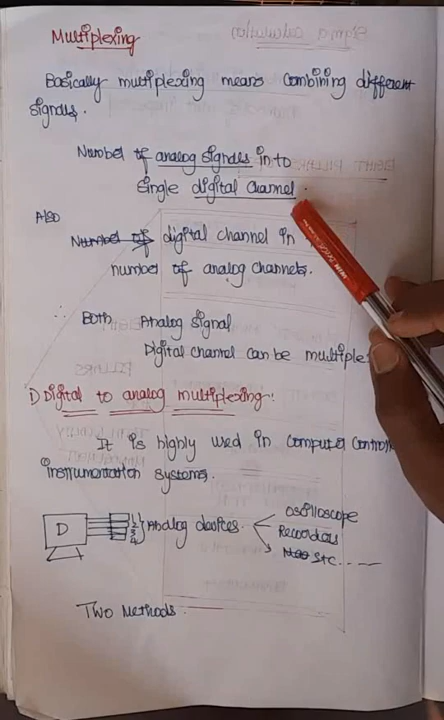 Multiplexing
Basically multiplexing means combining different
signals.
Number of analog signals in to
single digital channel.
Also
Number of digital channel in
number of analog channels.
∴ Both Analog signal
Digital channel can be multiple
1) Digital to analog multiplexing:
It is highly used in computer Contro
instrumentation systems.
D 1 2 3 4 } Analog devices.
Oscilloscope
Recorders
etc....
Two Methods.